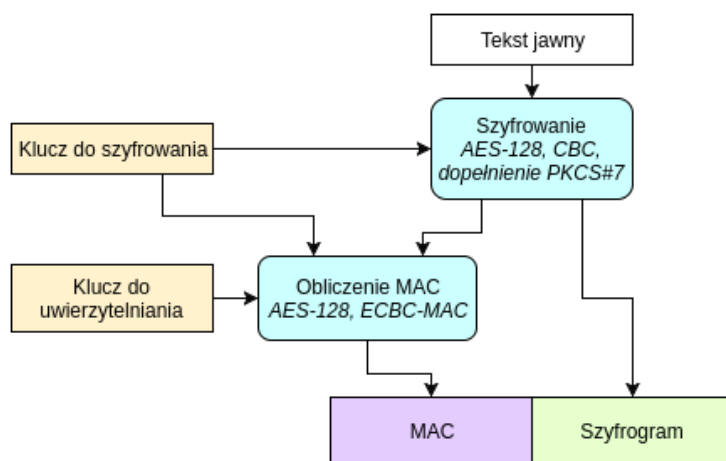 Tekst jawny
Szyfrowanie
AES-128, CBC,
dopełnienie PKCS#7
Klucz do szyfrowania
Klucz do
uwierzytelniania
Obliczenie MAC
AES-128, ECBC-MAC
MAC
Szyfrogram